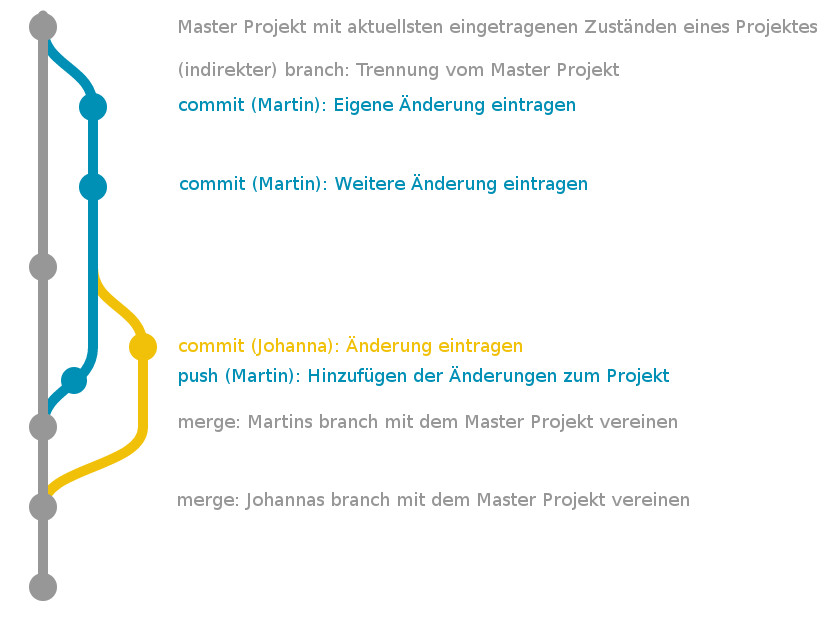 Master Projekt mit aktuellsten eingetragenen Zuständen eines Projektes
(indirekter) branch: Trennung vom Master Projekt
commit (Martin): Eigene Änderung eintragen
commit (Martin): Weitere Änderung eintragen
commit (Johanna): Änderung eintragen
push (Martin): Hinzufügen der Änderungen zum Projekt
merge: Martins branch mit dem Master Projekt vereinen
merge: Johannas branch mit dem Master Projekt vereinen